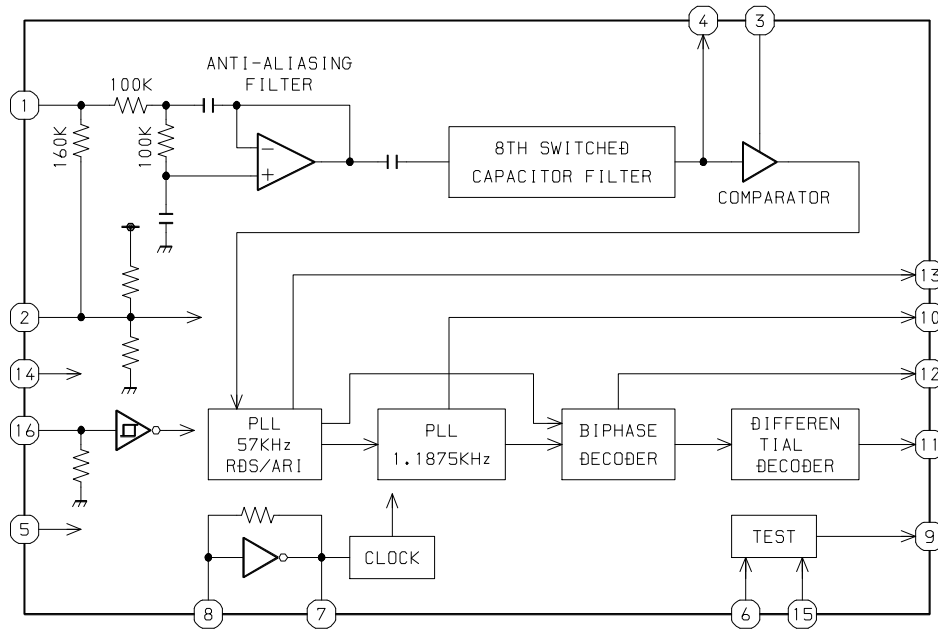 4
3
ANTI-ALIASING
FILTER
1
100K
160K
100K
−
+
8TH SWITCHED
CAPACITOR FILTER
COMPARATOR
13
2
10
14
12
16
PLL
57KHz
RDS/ARI
PLL
1.1875KHz
BIPHASE
DECODER
DIFFEREN
TIAL
DECODER
11
5
CLOCK
TEST
9
8
7
6
15